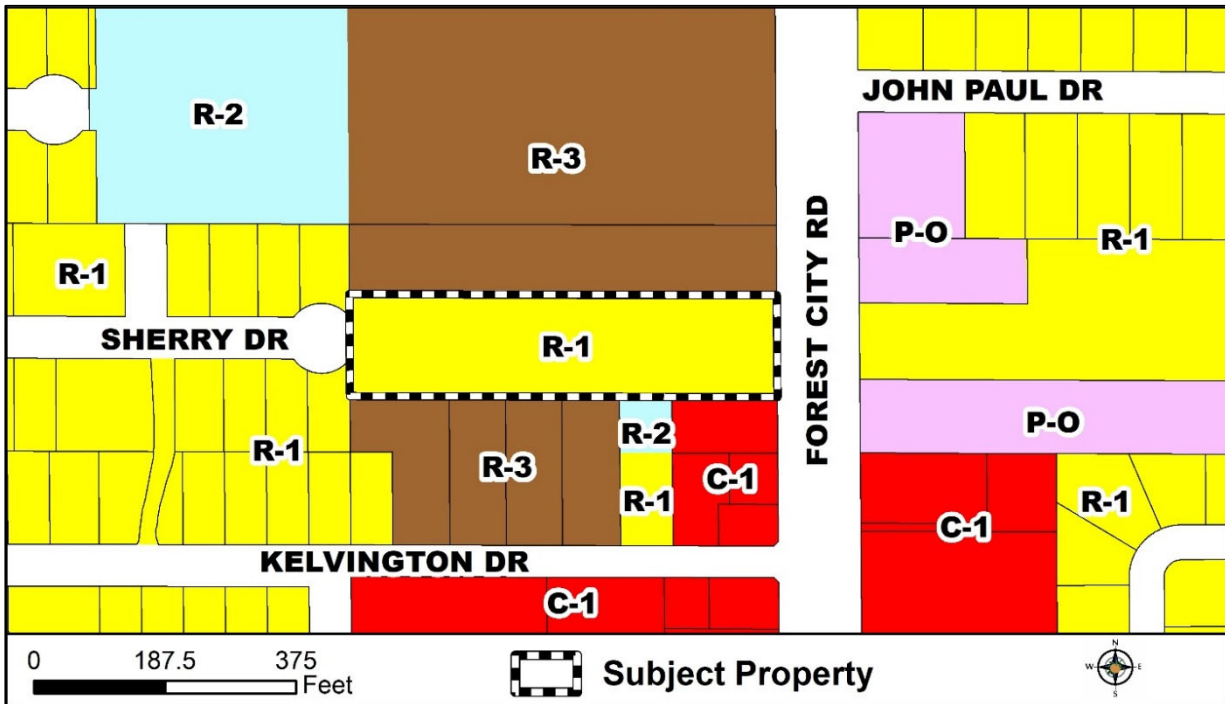 JOHN PAUL DR
R-2
R-3
P-O
R-1
R-1
FOREST CITY RD
SHERRY DR
R-1
R-2
P-O
R-1
R-3
C-1
R-1
R-1
C-1
KELVINGTON DR
C-1
0 187.5 375
Feet
Subject Property
N
W E
S